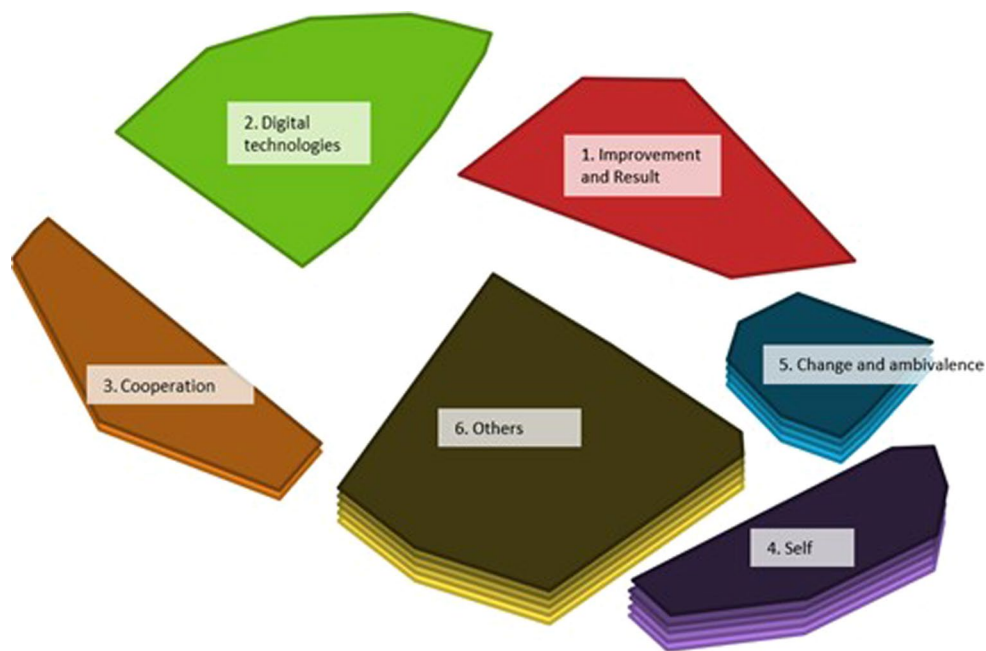 2. Digital
technologies
1. Improvement
and Result
3. Cooperation
5. Change and ambivalence
6. Others
4. Self